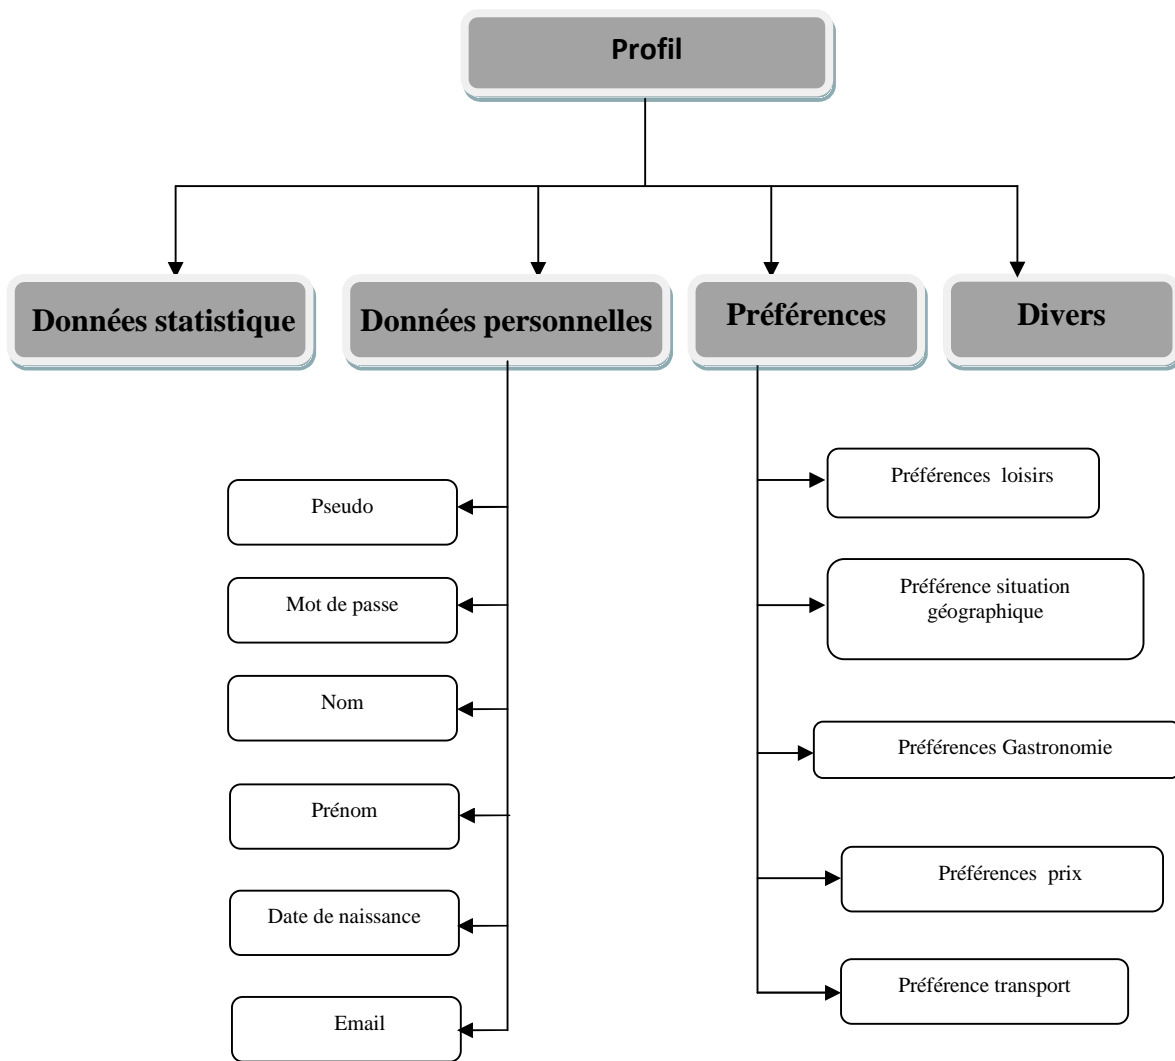 Profil
Données statistique
Données personnelles
Préférences
Divers
Pseudo
Mot de passe
Nom
Prénom
Date de naissance
Email
Préférences loisirs
Préférence situation
géographique
Préférences Gastronomie
Préférences prix
Préférence transport